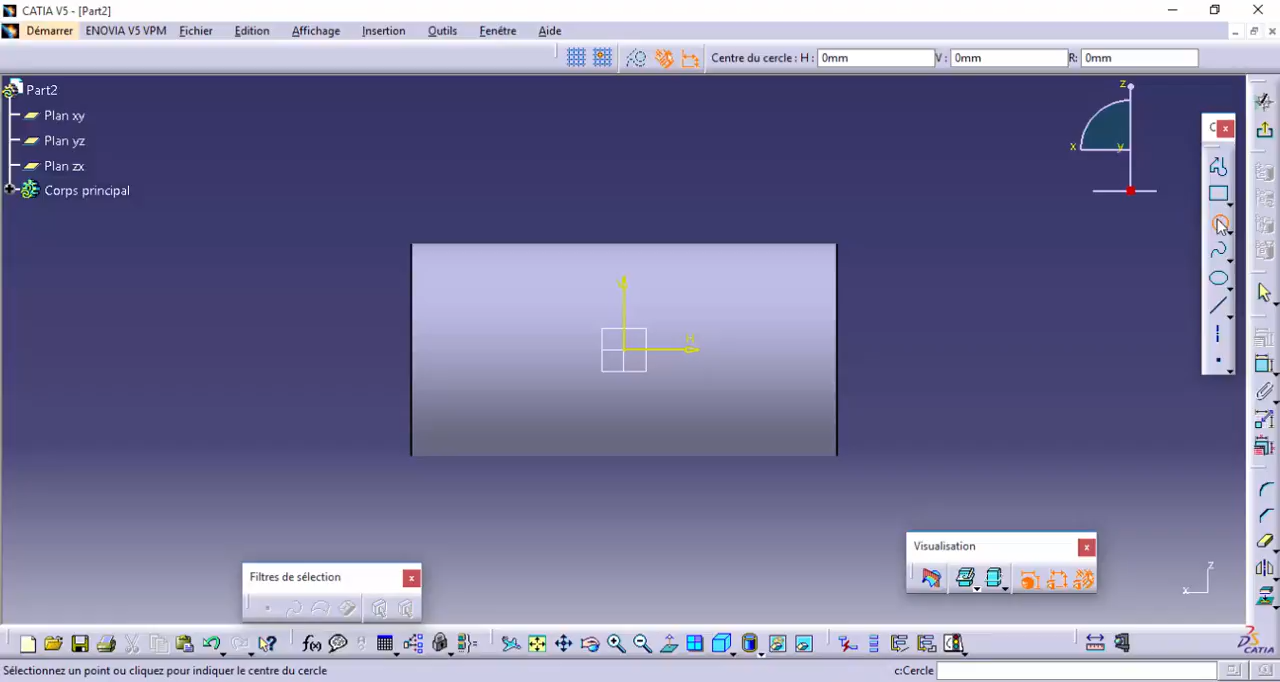 CATIA V5 - [Part2]
Démarrer ENOVIA V5 VPM Fichier Edition Affichage Insertion Outils Fenêtre Aide
Centre du cercle : H : 0mm V : 0mm R: 0mm
Part2
Plan xy
Plan yz
Plan zx
Corps principal
z
x y
C
V
H
Visualisation
Filtres de sélection
z
x
f(x)
CATIA
Sélectionnez un point ou cliquez pour indiquer le centre du cercle c:Cercle